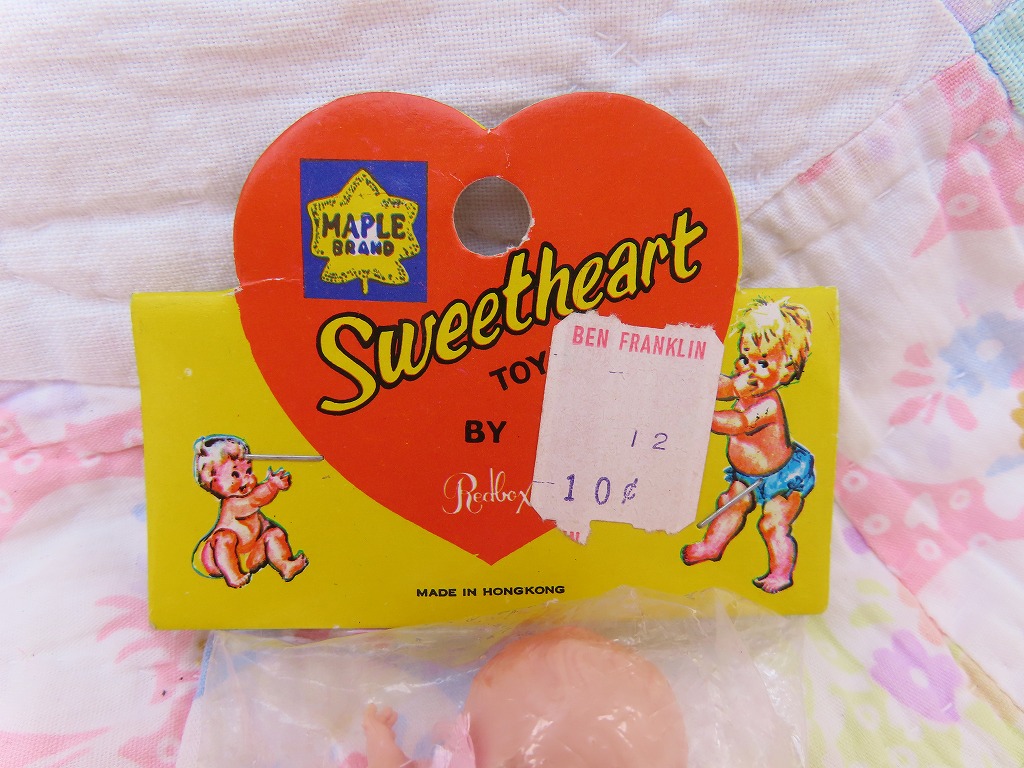 MAPLE
BRAND
Sweetheart
TOY
BY
Redbox
BEN FRANKLIN
12
10¢
MADE IN HONGKONG